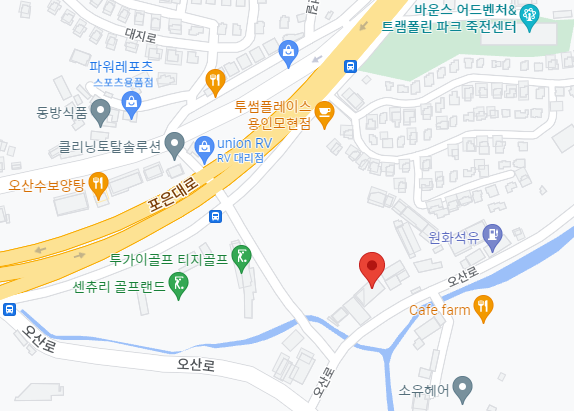 바운스 어드벤처&
트램폴린 파크 죽전센터
대지로
파워레포츠
스포츠용품점
동방식품
투썸플레이스
용인모현점
클리닝토탈솔루션
union RV
RV 대리점
오산수보양탕
포은대로
원화석유
투가이골프 티지골프
센츄리 골프랜드
오산로
Cafe farm
오산로
오산로
오산로
소유헤어